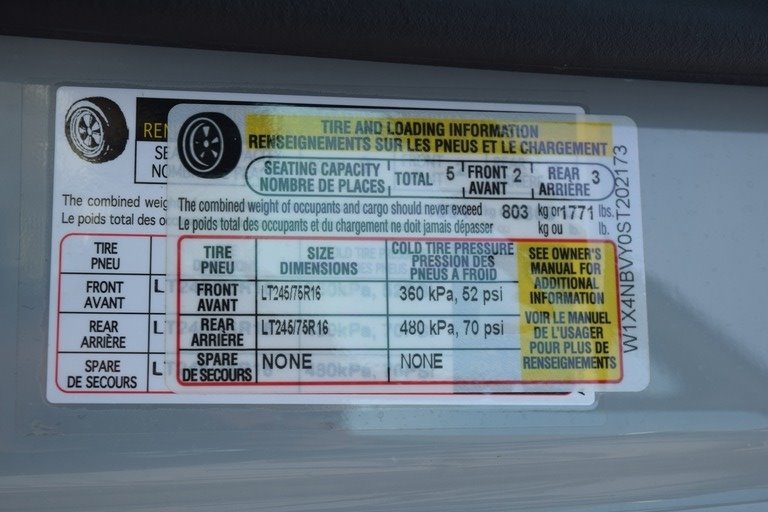 TIRE AND LOADING INFORMATION
RENSEIGNEMENTS SUR LES PNEUS ET LE CHARGEMENT
SEATING CAPACITY TOTAL 5 FRONT 2 REAR 3
NOMBRE DE PLACES AVANT ARRIÈRE
The combined weight of occupants and cargo should never exceed 803 kg or 1771 lbs.
Le poids total des occupants et du chargement ne doit jamais dépasser kg ou lb.
TIRE SIZE COLD TIRE PRESSURE
PNEU DIMENSIONS PRESSION DES
PNEUS A FROID
FRONT LT245/75R16 360 kPa, 52 psi
AVANT
REAR LT245/75R16 480 kPa, 70 psi
ARRIÈRE
SPARE NONE NONE
DE SECOURS
SEE OWNER'S
MANUAL FOR
ADDITIONAL
INFORMATION
VOIR LE MANUEL
DE L'USAGER
POUR PLUS DE
RENSEIGNEMENTS
W1X4NBVY0ST202173
The combined
Le poids total des
TIRE
PNEU
FRONT
AVANT
REAR
ARRIÈRE
SPARE
DE SECOURS